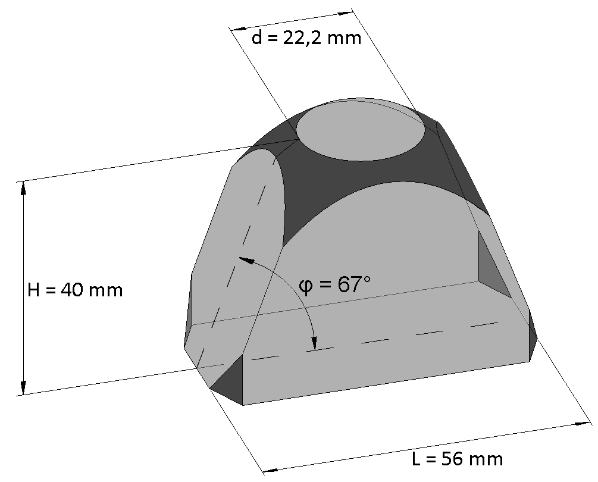 d = 22,2 mm
H = 40 mm
φ = 67°
L = 56 mm